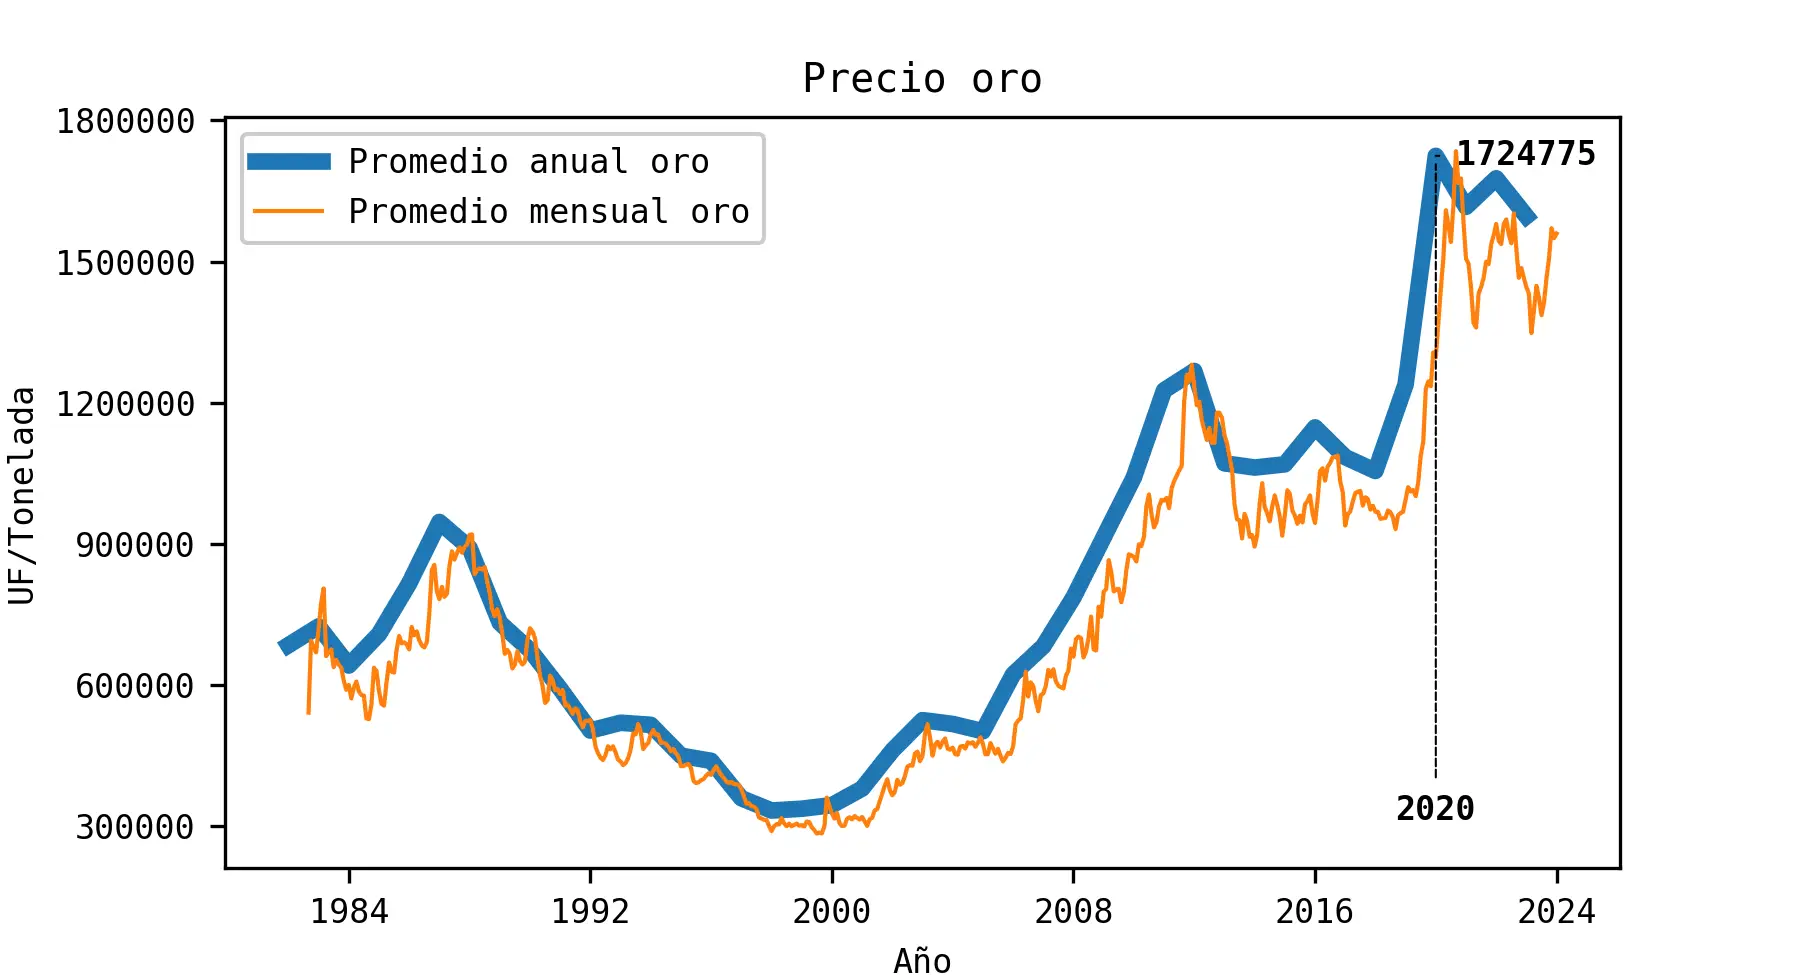 Precio oro
1800000
1500000
1200000
900000
600000
300000
UF/Tonelada
Promedio anual oro
Promedio mensual oro
1724775
2020
1984
1992
2000
2008
2016
2024
Año